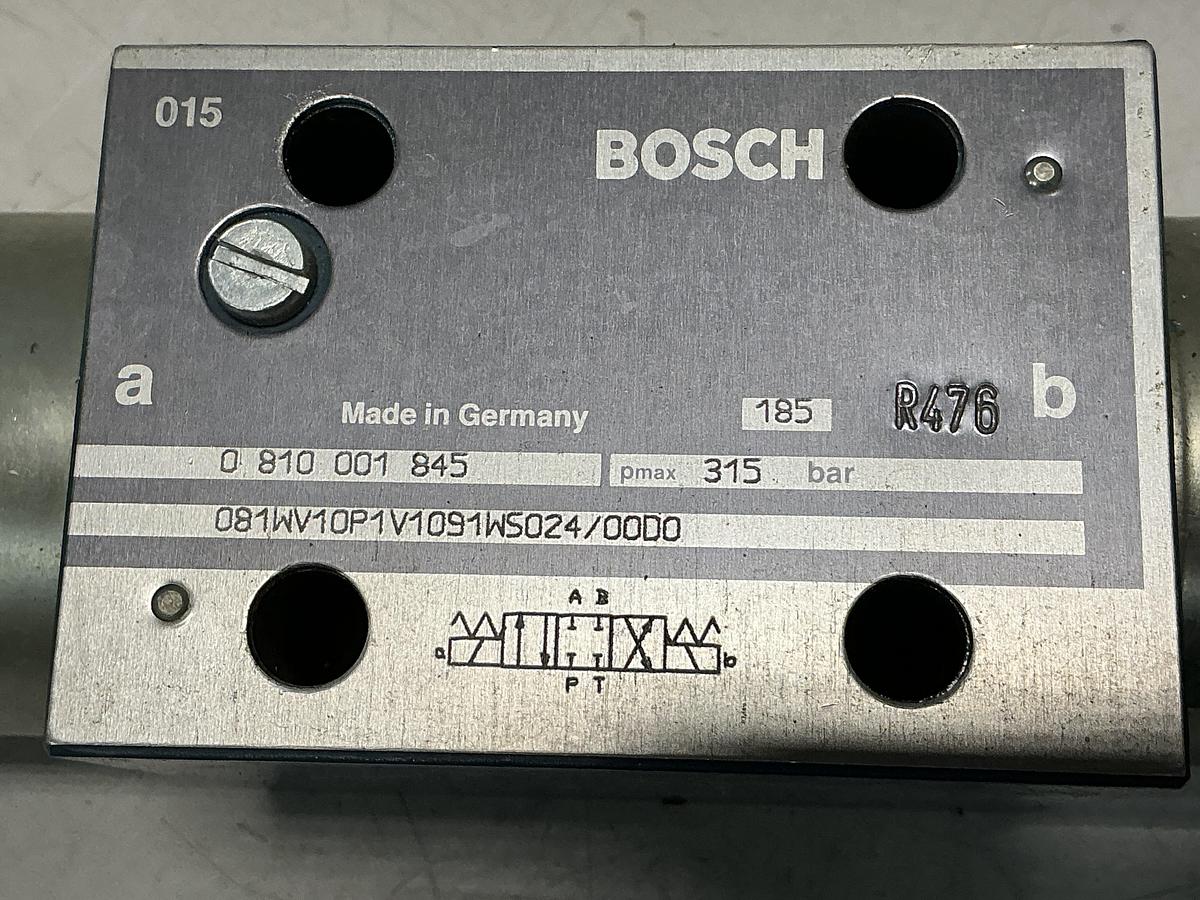 015
BOSCH
a
b
Made in Germany
185
R476
0 810 001 845
pmax 315 bar
081WV10P1V1091WS024/00D0
A B
a
b
P T